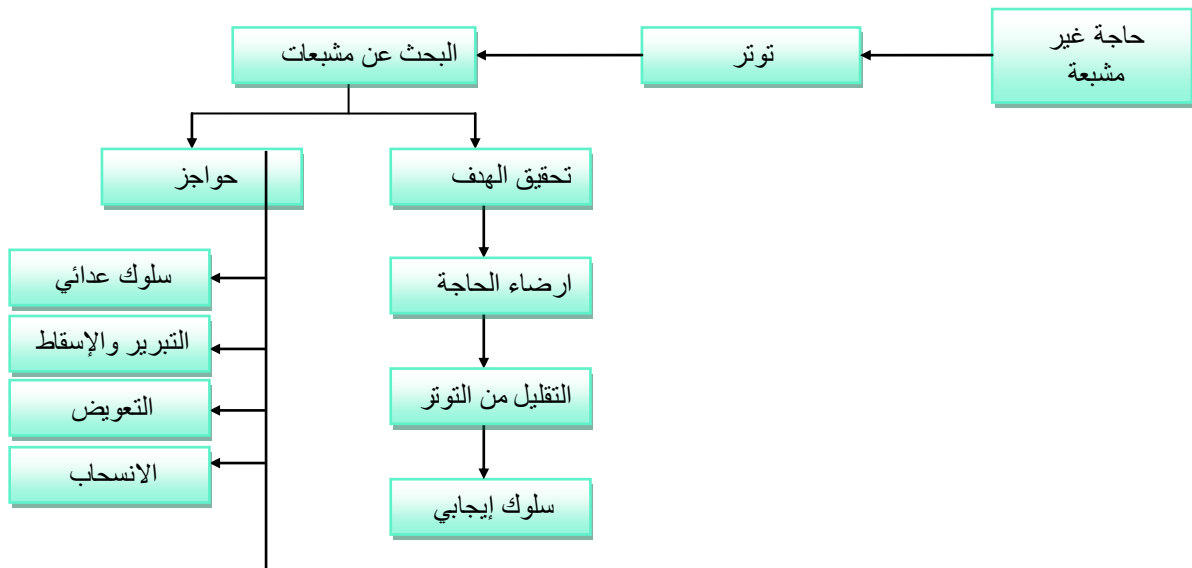 حاجة غير
مشبعة
توتر
البحث عن مشبعات
تحقيق الهدف
حواجز
ارضاء الحاجة
التقليل من التوتر
سلوك إيجابي
سلوك عدائي
التبرير والإسقاط
التعويض
الانسحاب